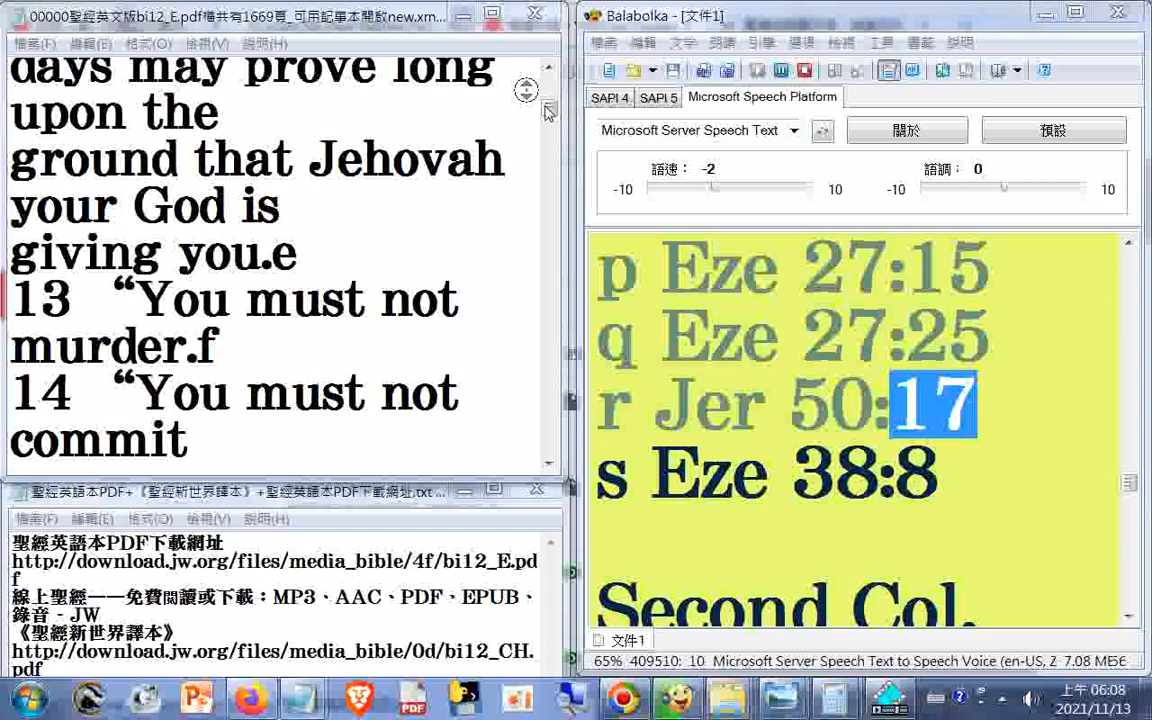 00000聖經英文版bi12_E.pdf檔共有1669頁_可用記事本開啟new.xm...
檔案(F) 編輯(E) 格式(O) 檢視(V) 說明(H)
days may prove long
upon the
ground that Jehovah
your God is
giving you.e
13 “You must not
murder.f
14 “You must not
commit
聖經英語本PDF+《聖經新世界譯本》+聖經英語本PDF下載網址.txt ...
檔案(F) 編輯(E) 格式(O) 檢視(V) 說明(H)
聖經英語本PDF下載網址
http://download.jw.org/files/media_bible/4f/bi12_E.pd
f
線上聖經——免費閱讀或下載：MP3、AAC、PDF、EPUB、
錄音 - JW
《聖經新世界譯本》
http://download.jw.org/files/media_bible/0d/bi12_CH.
pdf
Balabolka - [文件1]
檔案 編輯 文字 朗讀 引擎 選項 檢視 工具 書籤 說明
SAPI 4 SAPI 5 Microsoft Speech Platform
Microsoft Server Speech Text 關於 預設
語速： -2 語調： 0
-10 10 -10 10
p Eze 27:15
q Eze 27:25
r Jer 50:17
s Eze 38:8
Second Col.
文件1
65% 409510: 10 Microsoft Server Speech Text to Speech Voice (en-US, Z 7.08 МБ
上午 06:08
2021/11/13